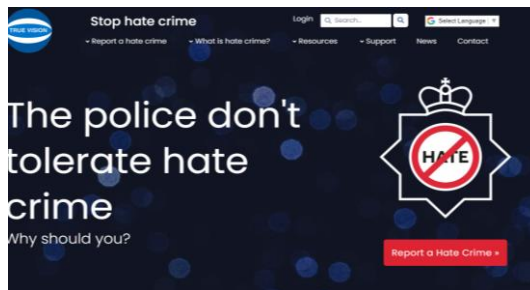 TRUE VISION
Stop hate crime
Login Search... Select Language
Report a hate crime What is hate crime? Resources Support News Contact
The police don't
tolerate hate
crime
Why should you?
HATE
Report a Hate Crime »